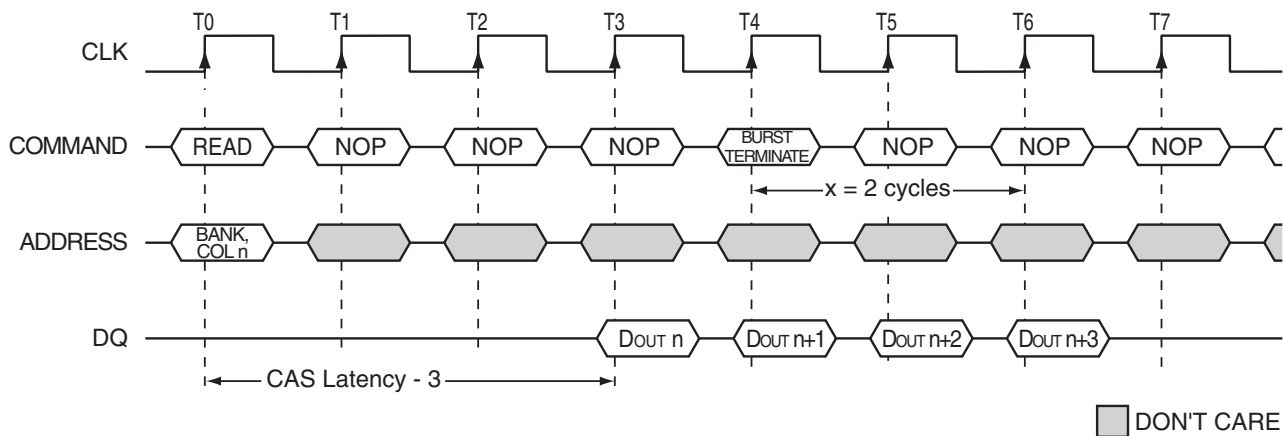 T0 T1 T2 T3 T4 T5 T6 T7
CLK
COMMAND READ NOP NOP NOP BURST TERMINATE NOP NOP NOP
x = 2 cycles
ADDRESS BANK, COL n
DQ DOUT n DOUT n+1 DOUT n+2 DOUT n+3
CAS Latency - 3
DON'T CARE